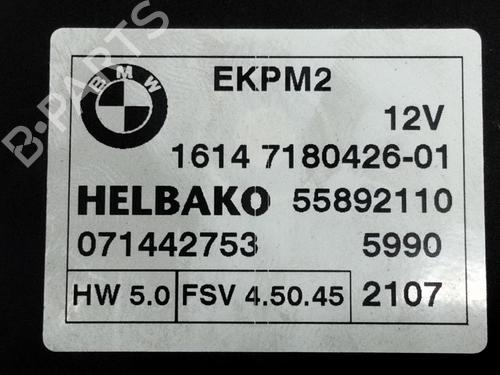 BMW
EKPM2
12V
1614 7180426-01
HELBAKO 55892110
071442753 5990
HW 5.0 FSV 4.50.45 2107
B-PARTS